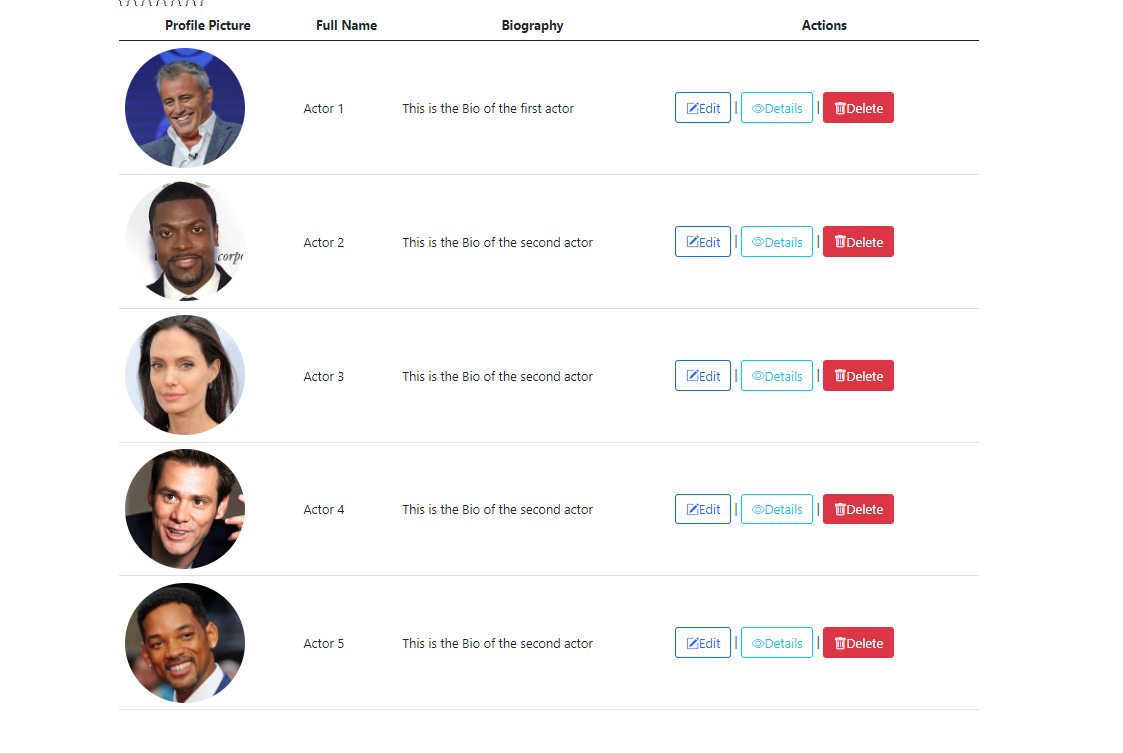 Profile Picture Full Name Biography Actions
Actor 1 This is the Bio of the first actor Edit | Details | Delete
corpo
Actor 2 This is the Bio of the second actor Edit | Details | Delete
Actor 3 This is the Bio of the second actor Edit | Details | Delete
Actor 4 This is the Bio of the second actor Edit | Details | Delete
Actor 5 This is the Bio of the second actor Edit | Details | Delete